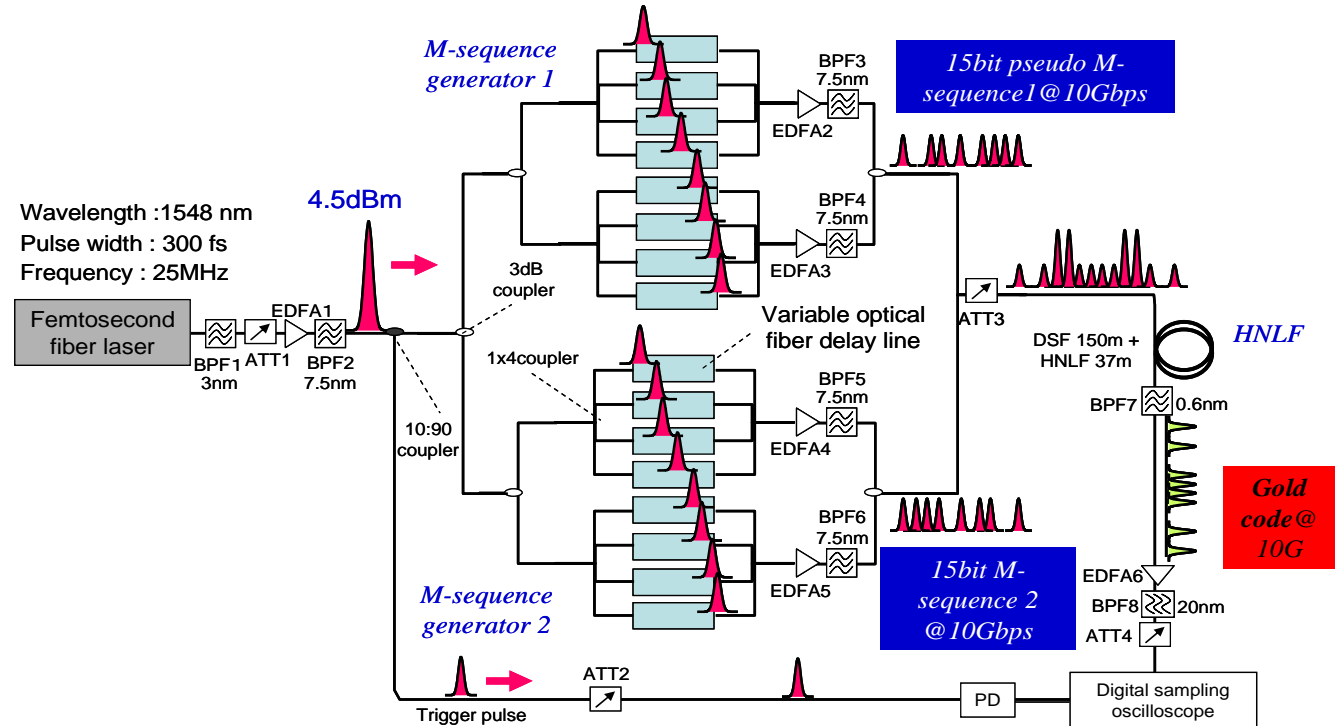 M-sequence
generator 1
BPF3
7.5nm
EDFA2
15bit pseudo M-
sequence1@10Gbps
4.5dBm
Wavelength :1548 nm
Pulse width : 300 fs
Frequency : 25MHz
BPF4
7.5nm
EDFA3
3dB
coupler
Femtosecond
fiber laser
BPF1
3nm
ATT1
EDFA1
BPF2
7.5nm
Variable optical
fiber delay line
ATT3
DSF 150m +
HNLF 37m
HNLF
1x4coupler
10:90
coupler
BPF5
7.5nm
EDFA4
BPF7
0.6nm
BPF6
7.5nm
EDFA5
Gold
code@
10G
15bit M-
sequence 2
@10Gbps
M-sequence
generator 2
EDFA6
BPF8
20nm
ATT4
Trigger pulse
ATT2
PD
Digital sampling
oscilloscope